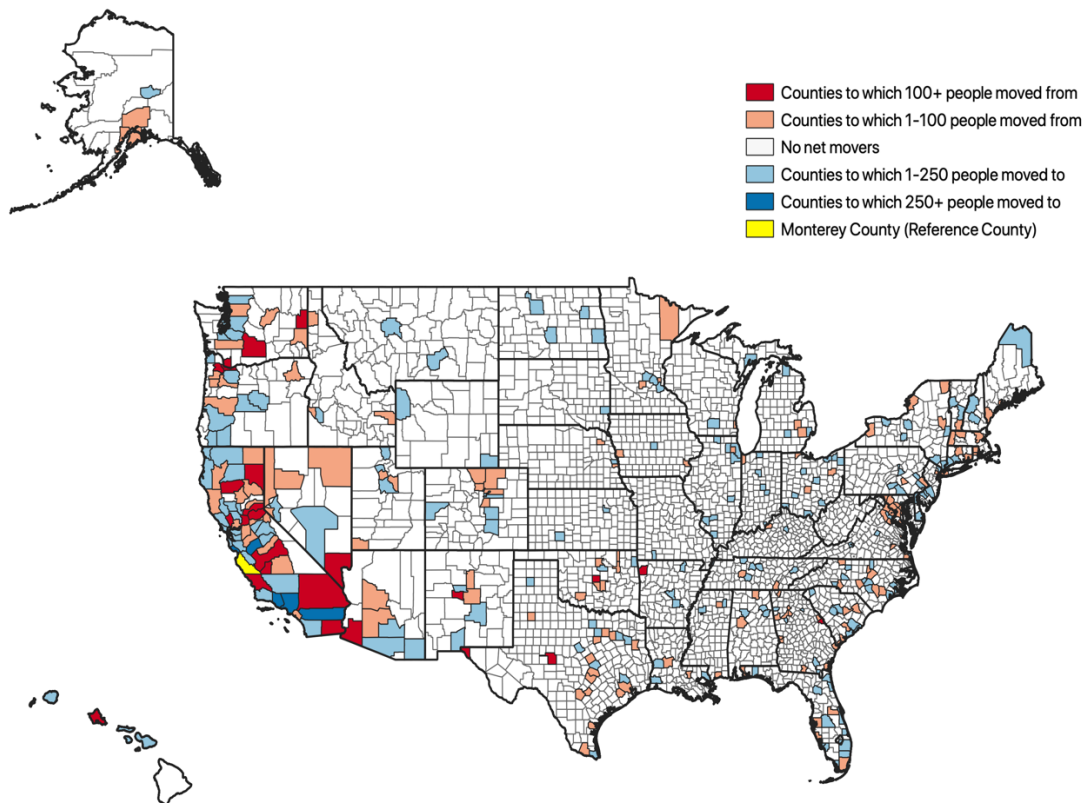 Counties to which 100+ people moved from
Counties to which 1-100 people moved from
No net movers
Counties to which 1-250 people moved to
Counties to which 250+ people moved to
Monterey County (Reference County)